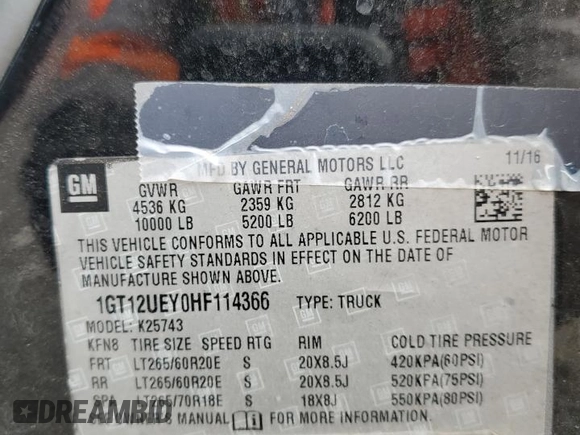 MFD BY GENERAL MOTORS LLC 11/16
GM
GVWR GAWR FRT GAWR RR
4536 KG 2359 KG 2812 KG
10000 LB 5200 LB 6200 LB
THIS VEHICLE CONFORMS TO ALL APPLICABLE U.S. FEDERAL MOTOR
VEHICLE SAFETY STANDARDS IN EFFECT ON THE DATE OF
MANUFACTURE SHOWN ABOVE.
1GT12UEY0HF114366 TYPE: TRUCK
MODEL: K25743
KFN8 TIRE SIZE SPEED RTG RIM COLD TIRE PRESSURE
FRT LT265/60R20E S 20X8.5J 420KPA(60PSI)
RR LT265/60R20E S 20X8.5J 520KPA(75PSI)
SPA LT265/70R18E S 18X8J 550KPA(80PSI)
MANUAL FOR MORE INFORMATION.
DREAMBID